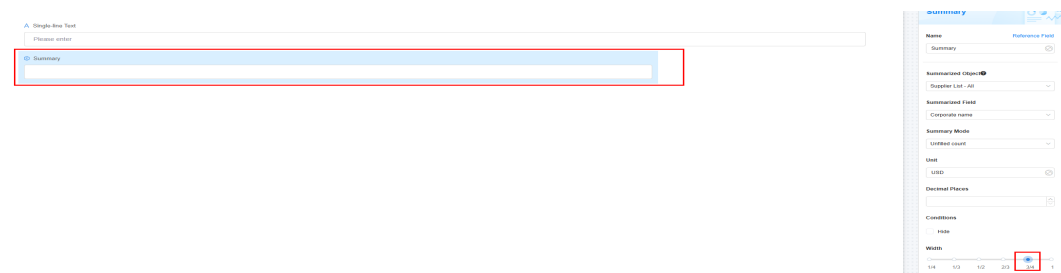 Single-line Text
Please enter
Summary
Summary
Name
Reference Field
Summary
Summarized Object
Supplier List - All
Summarized Field
Corporate name
Summary Mode
Unfilled count
Unit
USD
Decimal Places
Conditions
Hide
Width
1/4 1/3 1/2 2/3 3/4 1